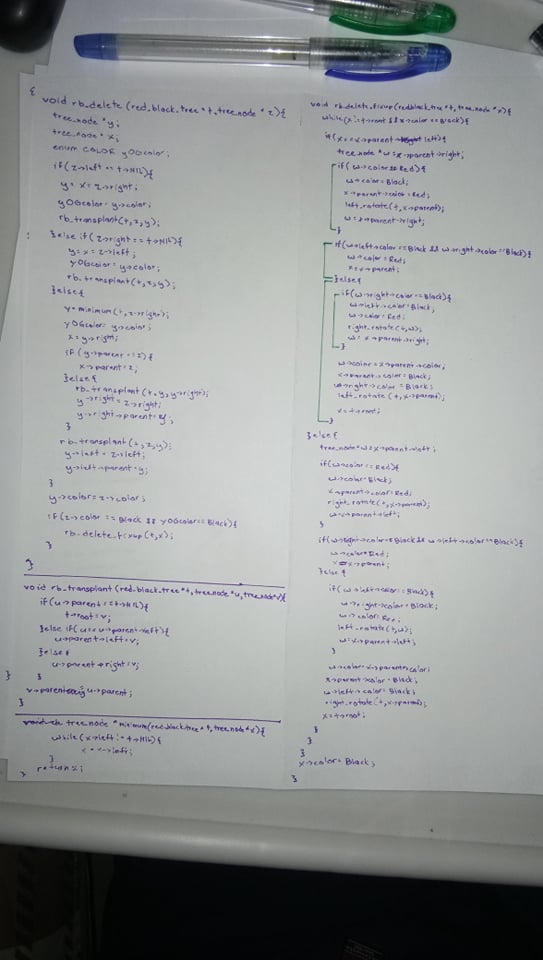 {
void rb_delete (red_black_tree *t, tree_node *z){
tree_node *y;
tree_node *x;
enum COLOR yOGcolor;
if(z->left == t->NIL){
y = x = z->right;
yOGcolor = y->color;
rb_transplant(t,z,y);
}else if(z->right == t->NIL){
y = x = z->left;
yOGcolor = y->color;
rb_transplant(t,z,y);
}else{
y = minimum(t,z->right);
yOGcolor = y->color;
x = y->right;
if (y->parent == z){
x->parent = z;
}else{
rb_transplant(t,y,y->right);
y->right = z->right;
y->right->parent = y;
}
rb_transplant(t,z,y);
y->left = z->left;
y->left->parent = y;
}
y->color = z->color;
if(z->color == Black && yOGcolor == Black){
rb_delete_fixup(t,x);
}
}
void rb_transplant (red_black_tree *t, tree_node *u, tree_node *v){
if(u->parent == t->NIL){
t->root = v;
}else if(u == u->parent->left){
u->parent->left = v;
}else{
u->parent->right = v;
}
v->parent = u->parent;
}
tree_node *minimum(red_black_tree *t, tree_node *x){
while (x->left != t->NIL){
x = x->left;
}
return x;
}
void rb_delete_fixup (red_black_tree *t, tree_node *x){
while(x != t->root && x->color == Black){
if(x == x->parent->left){
tree_node *w = x->parent->right;
if( w->color == Red){
w->color = Black;
x->parent->color = Red;
left_rotate(t,x->parent);
w = x->parent->right;
}
if(w->left->color == Black && w->right->color == Black){
w->color = Red;
x = x->parent;
}else{
if(w->right->color == Black){
w->left->color = Black;
w->color = Red;
right_rotate(t,w);
w = x->parent->right;
}
w->color = x->parent->color;
x->parent->color = Black;
w->right->color = Black;
left_rotate(t,x->parent);
x = t->root;
}
}else{
tree_node *w = x->parent->left;
if(w->color == Red){
w->color = Black;
x->parent->color = Red;
right_rotate(t,x->parent);
w = x->parent->left;
}
if(w->right->color == Black && w->left->color == Black){
w->color = Red;
x = x->parent;
}else{
if( w->left->color == Black){
w->right->color = Black;
w->color = Red;
left_rotate(t,w);
w = x->parent->left;
}
w->color = x->parent->color;
x->parent->color = Black;
w->left->color = Black;
right_rotate(t,x->parent);
x = t->root;
}
}
}
x->color = Black;
}